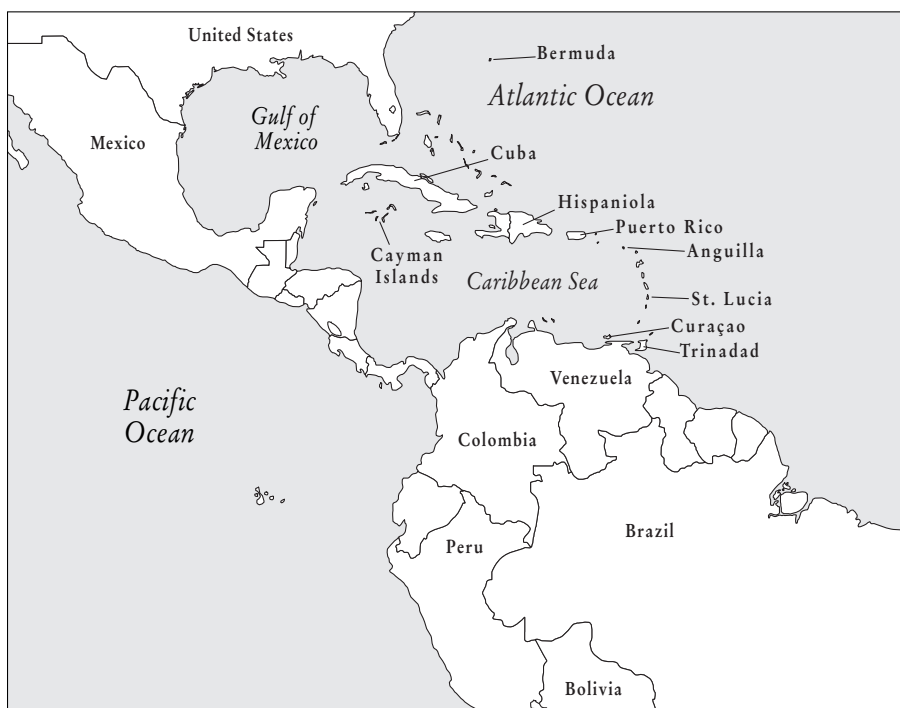 United States
Bermuda
Atlantic Ocean
Gulf of
Mexico
Mexico
Cuba
Hispaniola
Puerto Rico
Anguilla
Cayman
Islands
Caribbean Sea
St. Lucia
Curaçao
Trinadad
Venezuela
Pacific
Ocean
Colombia
Brazil
Peru
Bolivia